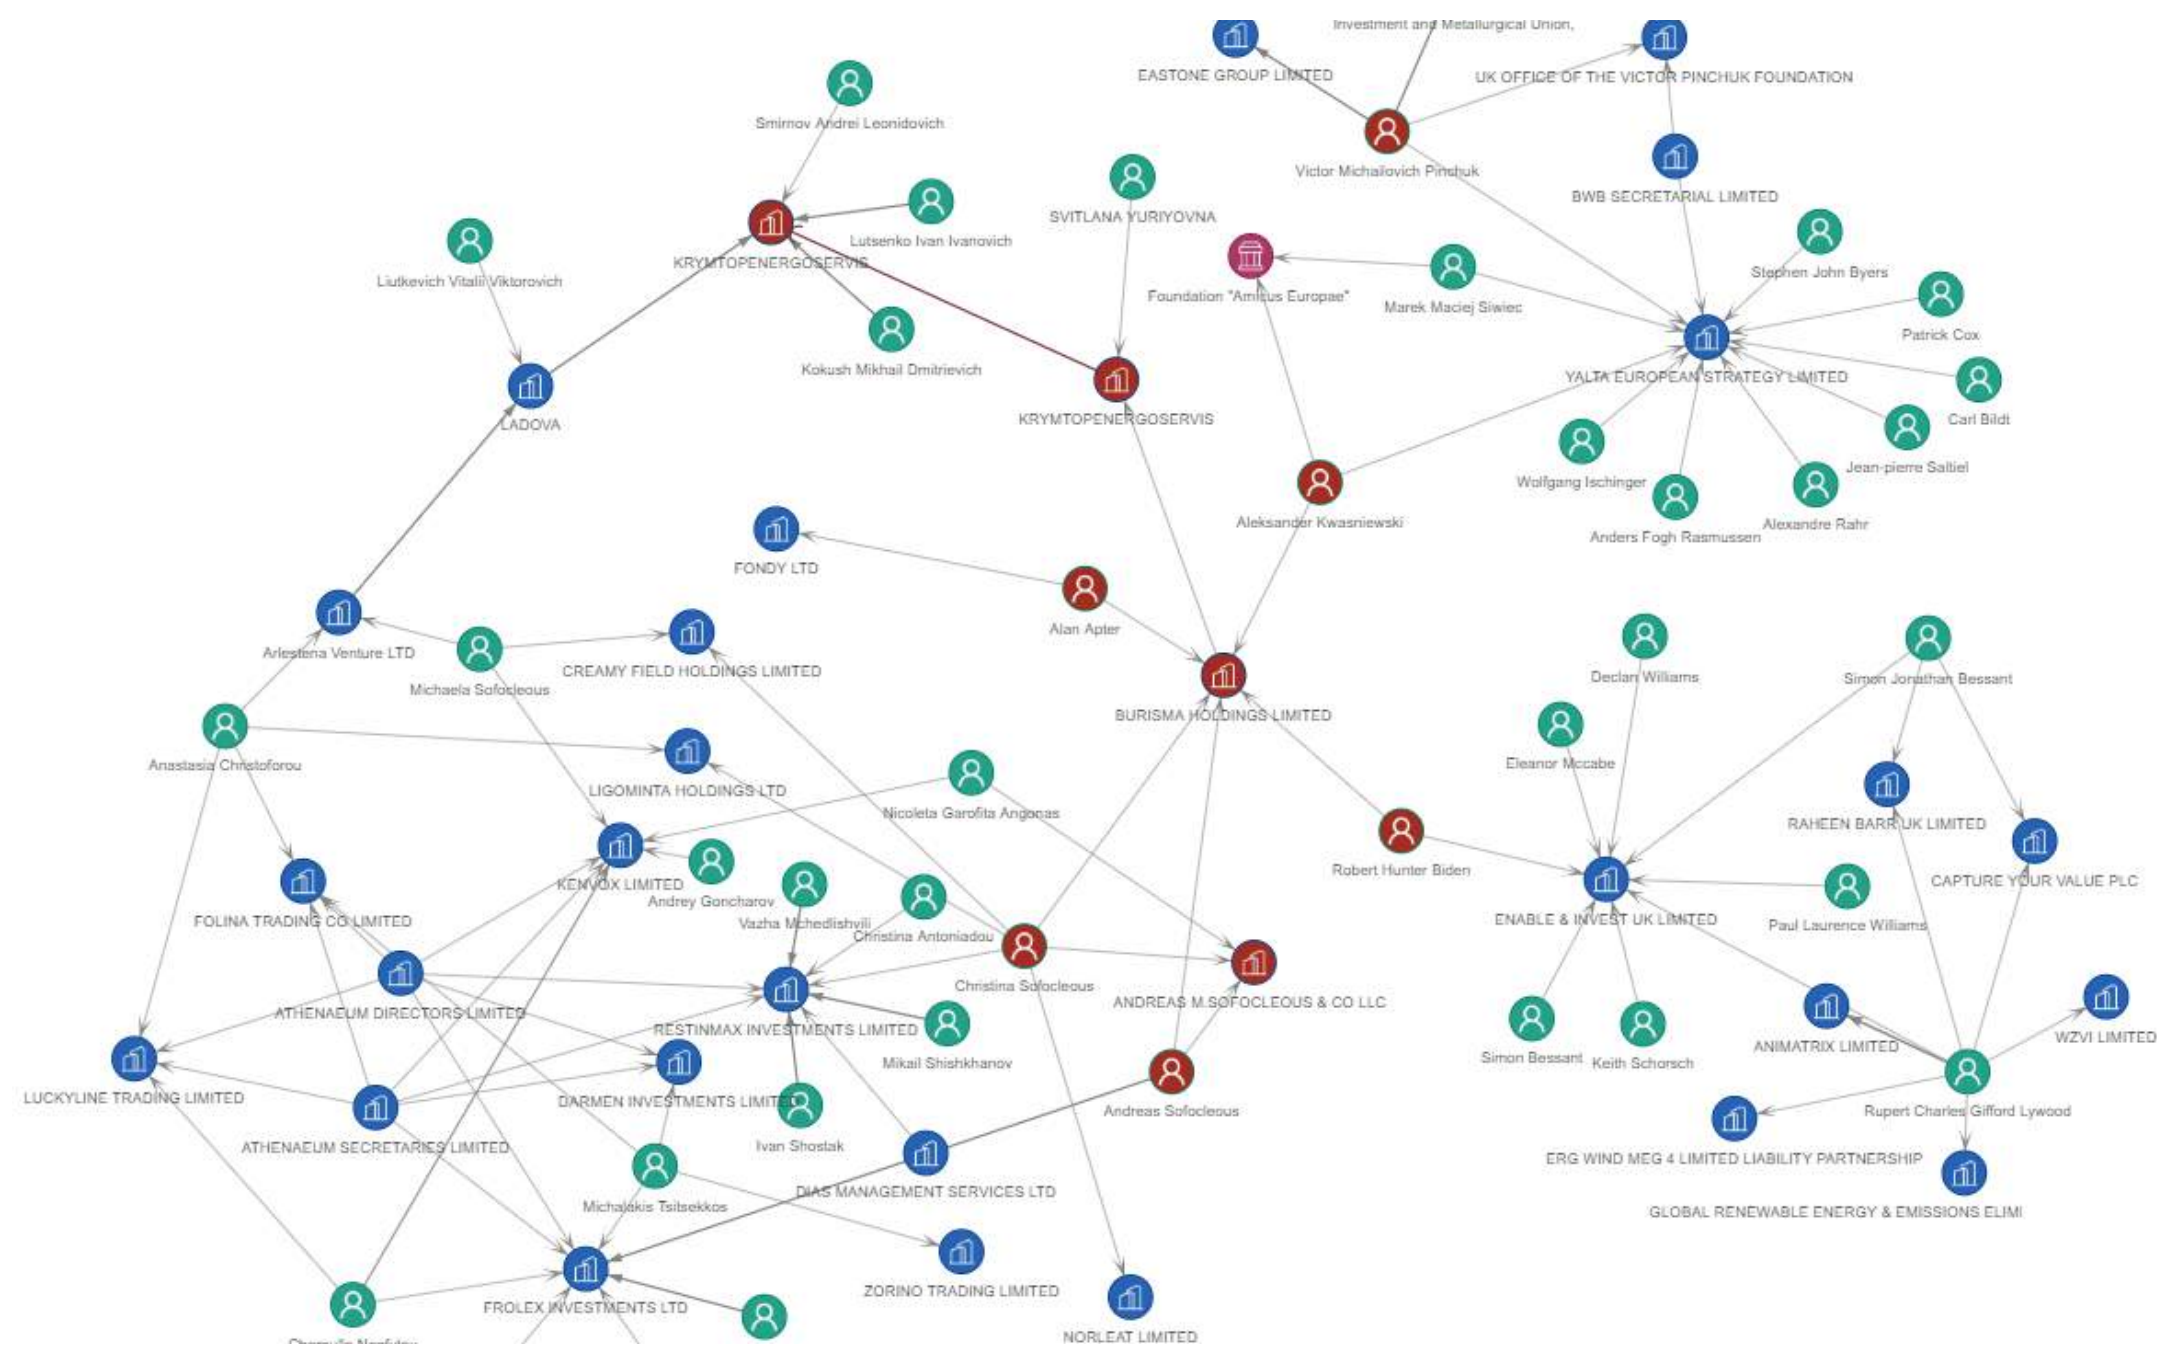 Investment and Metallurgical Union,
EASTONE GROUP LIMITED
UK OFFICE OF THE VICTOR PINCHUK FOUNDATION
Smirnov Andrei Leonidovich
Victor Michailovich Pinchuk
BWB SECRETARIAL LIMITED
SVITLANA YURIYOVNA
Lutsenko Ivan Ivanovich
KRYMTOPENERGOSERVIS
Liutkevich Vitalii Viktorovich
Foundation "Amicus Europae"
Marek Maciej Siwiec
Stephen John Byers
Patrick Cox
Kokush Mikhail Dmitrievich
YALTA EUROPEAN STRATEGY LIMITED
LADOVA
KRYMTOPENERGOSERVIS
Carl Bildt
Jean-pierre Saltiel
Wolfgang Ischinger
Aleksander Kwasniewski
Alexandre Rahr
Anders Fogh Rasmussen
FONDY LTD
Alan Apter
Arlestena Venture LTD
CREAMY FIELD HOLDINGS LIMITED
Michaela Sofocleous
Declan Williams
Simon Jonathan Bessant
BURISMA HOLDINGS LIMITED
Anastasia Christoforou
Eleanor Mccabe
LIGOMINTA HOLDINGS LTD
Nicoleta Garofita Angonas
RAHEEN BARR UK LIMITED
Robert Hunter Biden
KENVOX LIMITED
CAPTURE YOUR VALUE PLC
Andrey Goncharov
FOLINA TRADING CO LIMITED
Vazha Mchedlishvili
ENABLE & INVEST UK LIMITED
Paul Laurence Williams
Christina Antoniadou
Christina Sofocleous
ANDREAS M.SOFOCLEOUS & CO LLC
ATHENAEUM DIRECTORS LIMITED
RESTINMAX INVESTMENTS LIMITED
WZVI LIMITED
ANIMATRIX LIMITED
Simon Bessant
Keith Schorsch
Mikail Shishkhanov
LUCKYLINE TRADING LIMITED
DARMEN INVESTMENTS LIMITED
Andreas Sofocleous
Rupert Charles Gifford Lywood
ATHENAEUM SECRETARIES LIMITED
Ivan Shostak
ERG WIND MEG 4 LIMITED LIABILITY PARTNERSHIP
DIAS MANAGEMENT SERVICES LTD
Michalakis Tsitsekkos
GLOBAL RENEWABLE ENERGY & EMISSIONS ELIMI
ZORINO TRADING LIMITED
FROLEX INVESTMENTS LTD
NORLEAT LIMITED